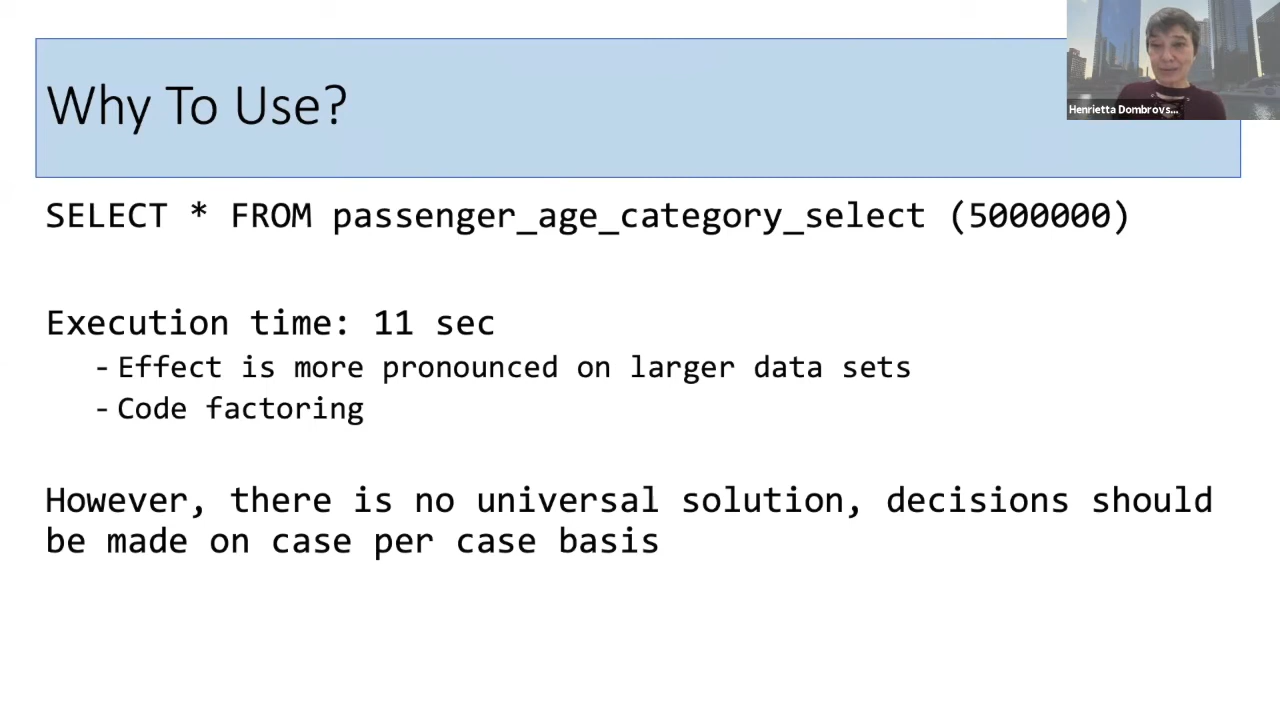 Why To Use?
Henrietta Dombrovs...
SELECT * FROM passenger_age_category_select (5000000)
Execution time: 11 sec
- Effect is more pronounced on larger data sets
- Code factoring
However, there is no universal solution, decisions should
be made on case per case basis